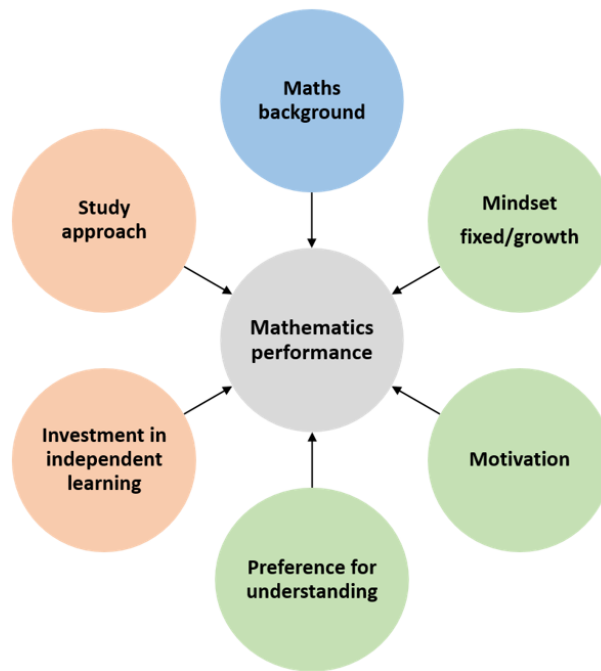 Maths
background
Study
approach
Mindset
fixed/growth
Mathematics
performance
Investment in
independent
learning
Motivation
Preference for
understanding